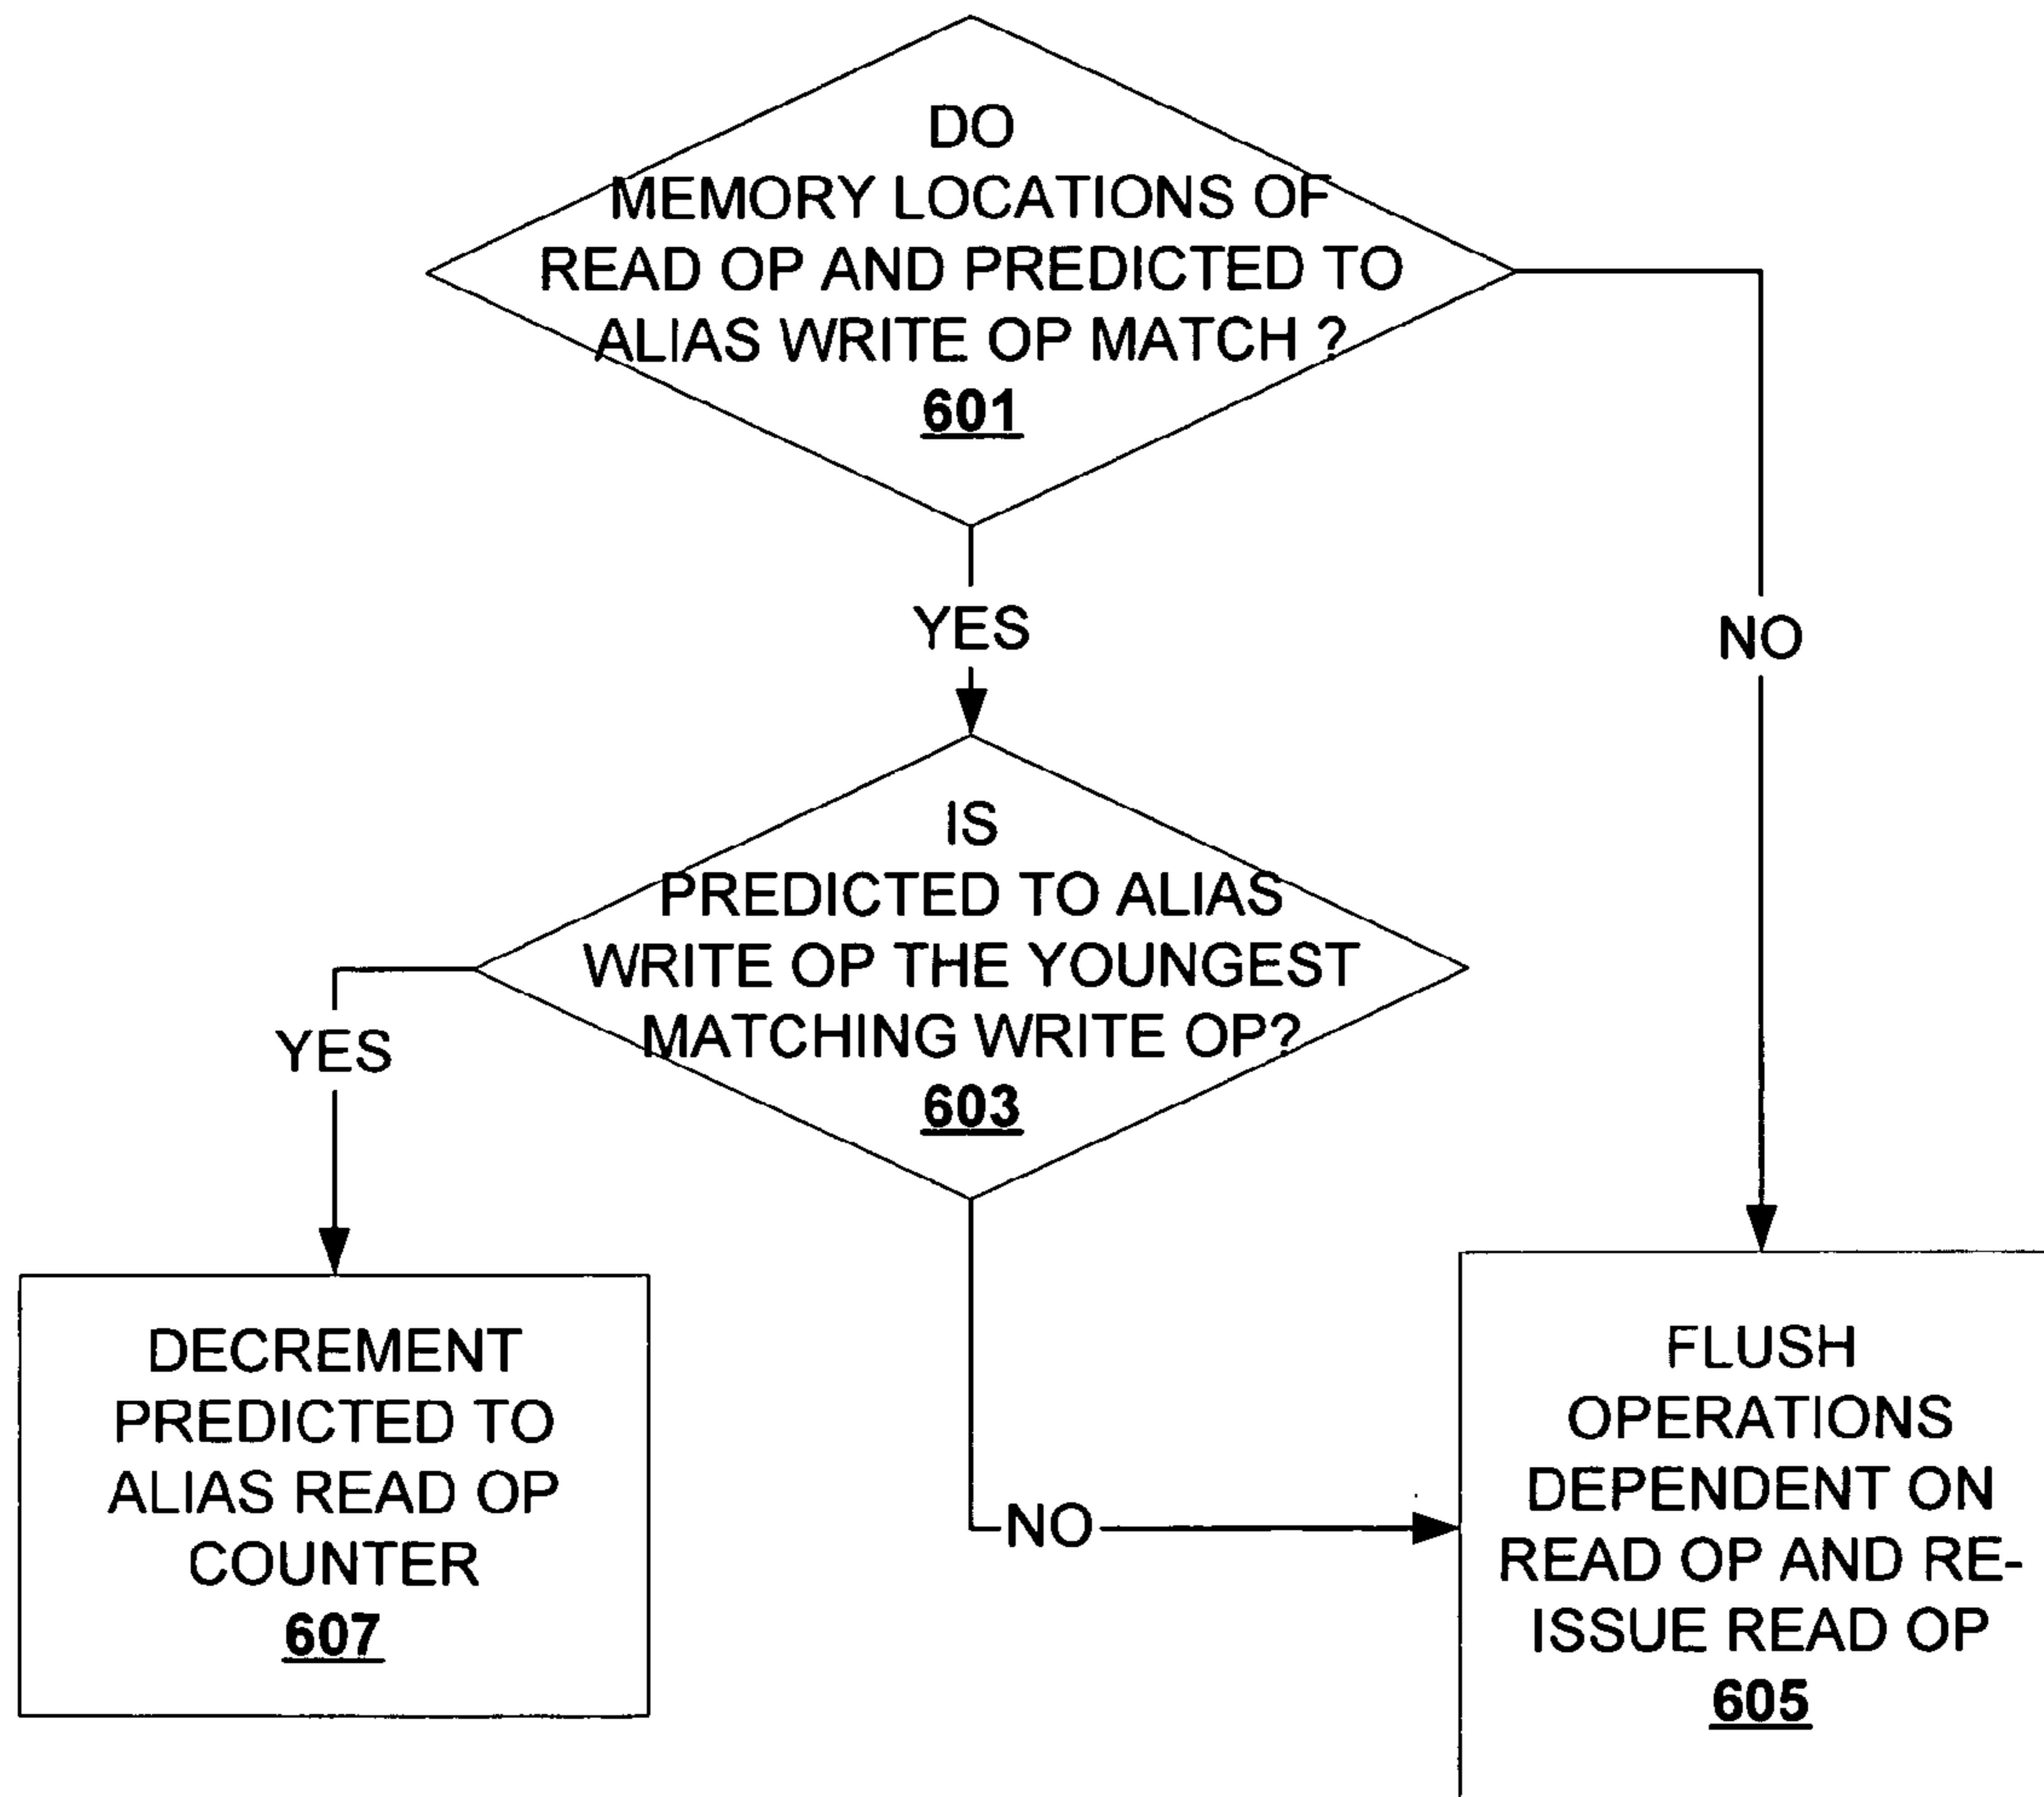 DO
MEMORY LOCATIONS OF
READ OP AND PREDICTED TO
ALIAS WRITE OP MATCH ?
601
YES
NO
IS
PREDICTED TO ALIAS
WRITE OP THE YOUNGEST
MATCHING WRITE OP?
603
YES
NO
DECREMENT
PREDICTED TO
ALIAS READ OP
COUNTER
607
FLUSH
OPERATIONS
DEPENDENT ON
READ OP AND RE-
ISSUE READ OP
605